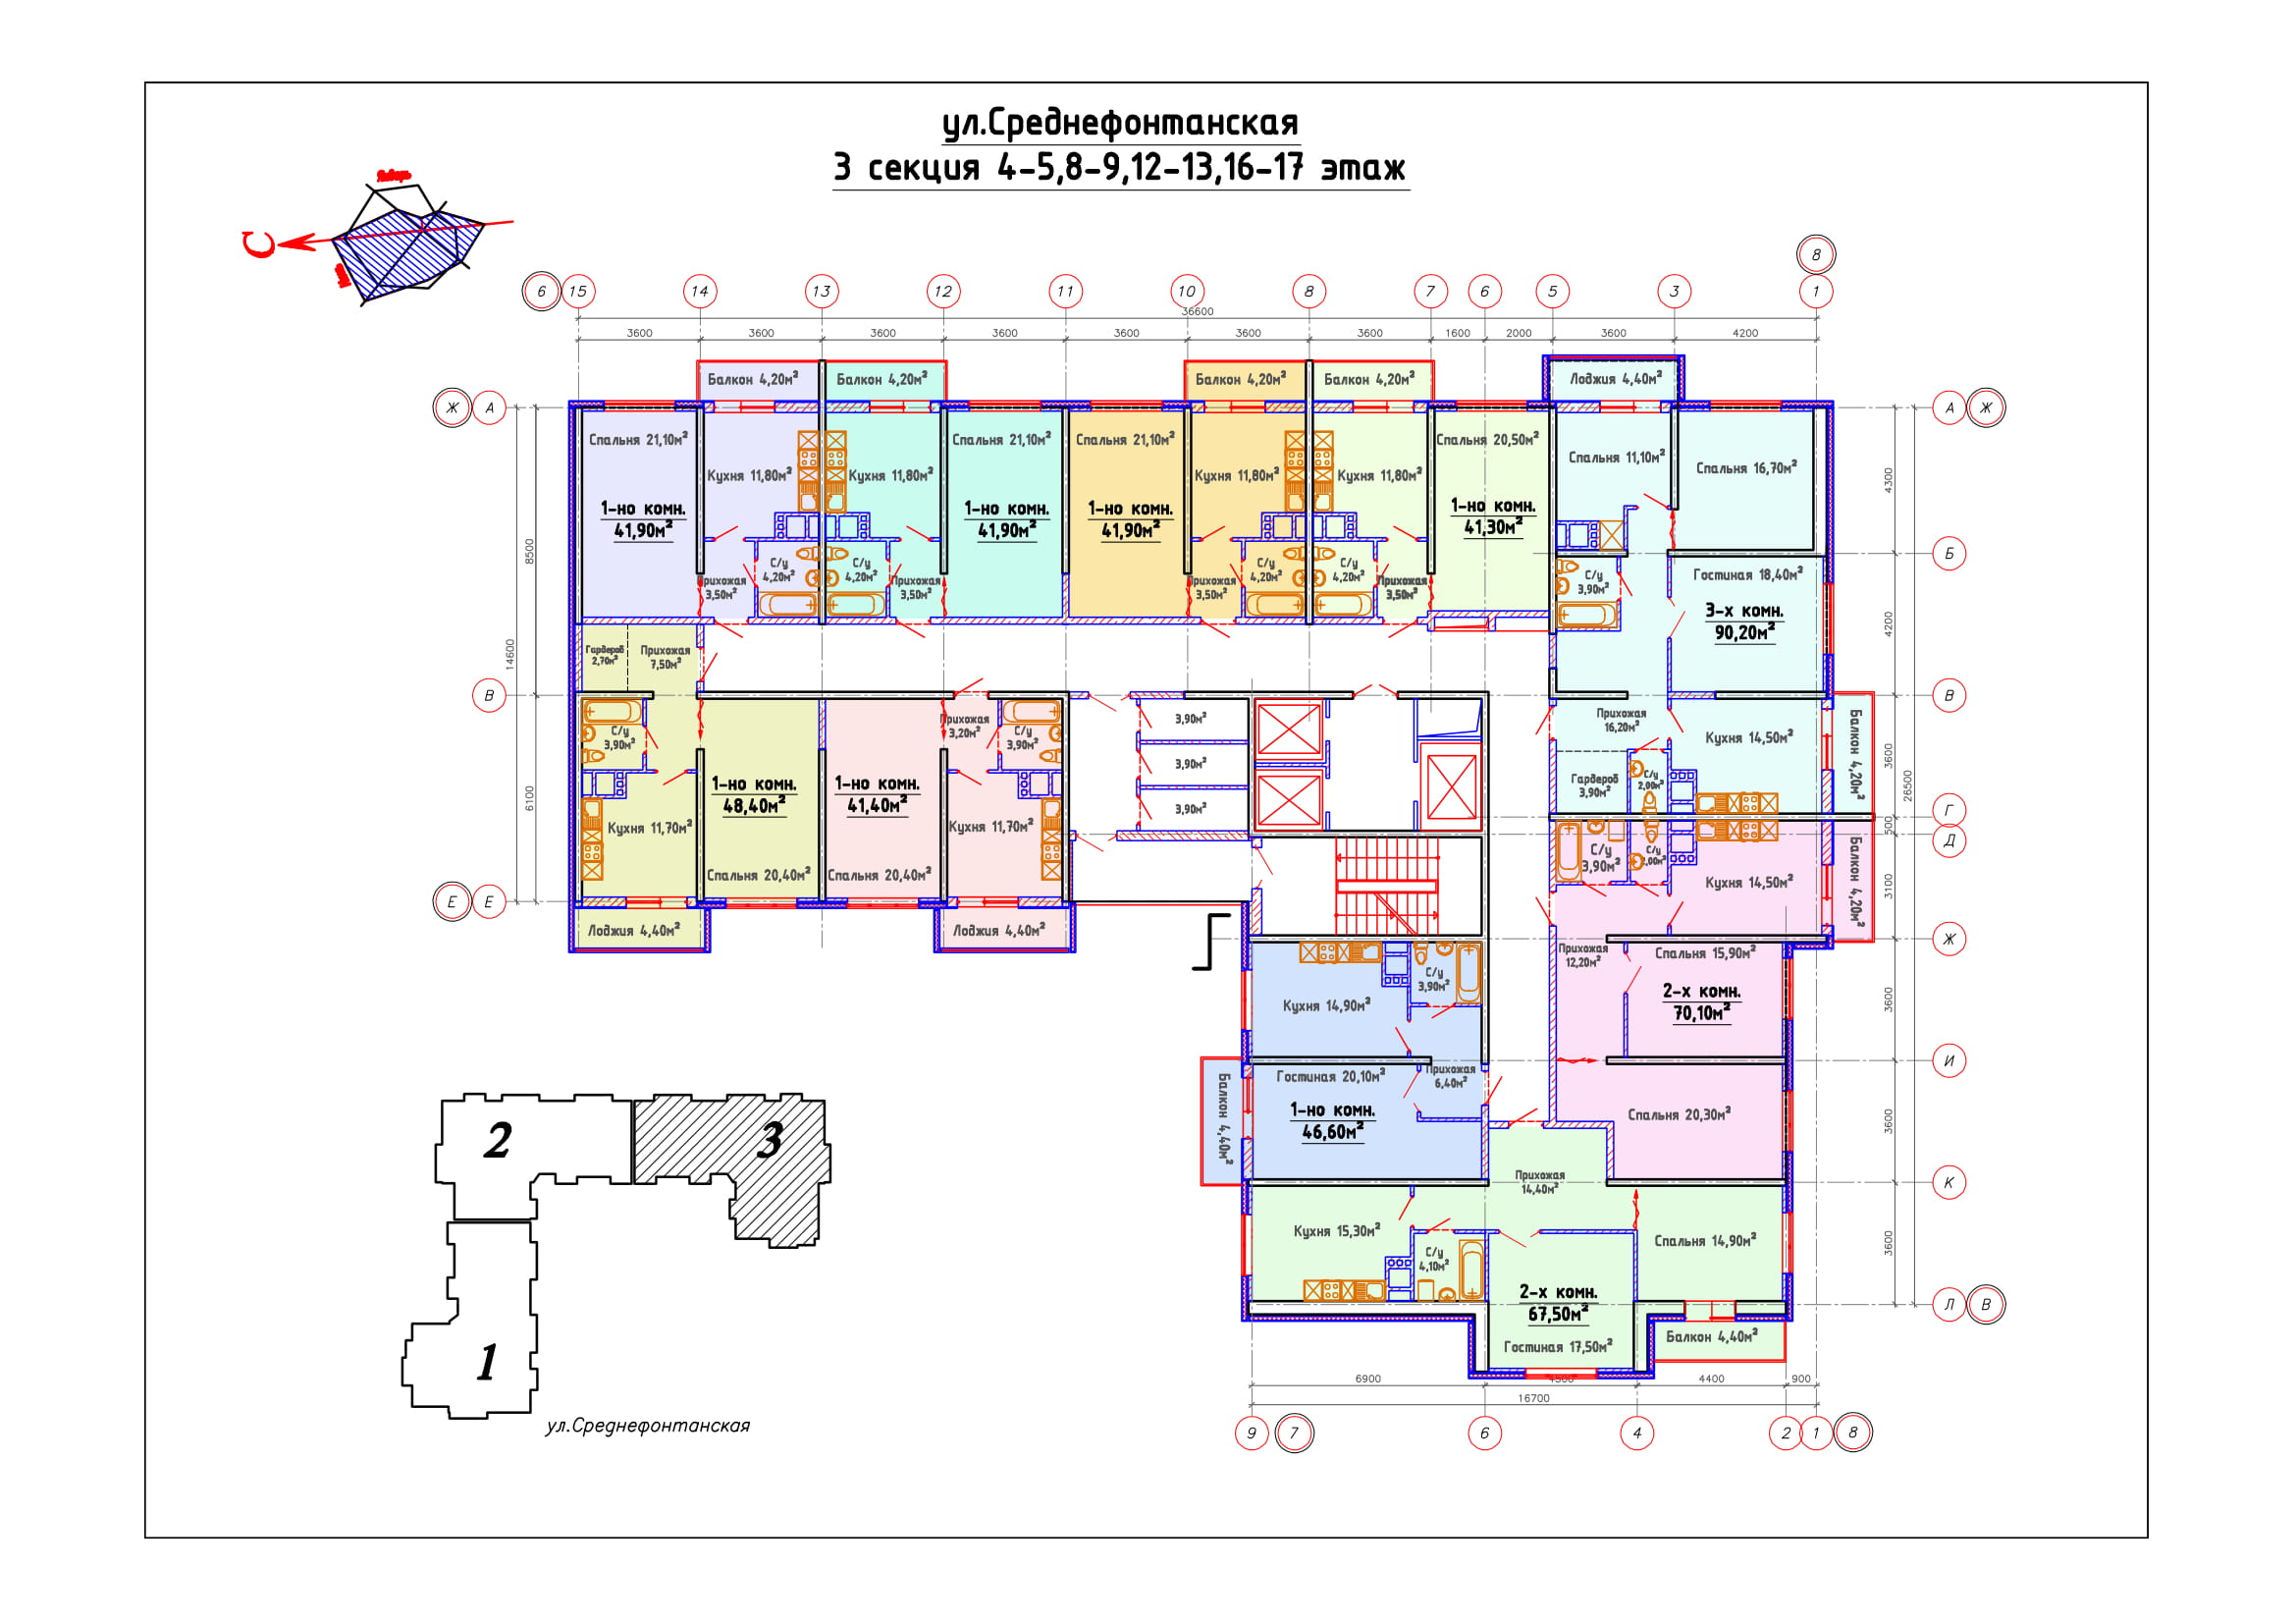 ул.Среднефонтанская
3 секция 4-5,8-9,12-13,16-17 этаж
С
8
6 15 14 13 12 11 10 8 7 6 5 3 1
36600
3600 3600 3600 3600 3600 3600 3600 1600 2000 3600 4200
Балкон 4,20м²
Балкон 4,20м²
Балкон 4,20м²
Балкон 4,20м²
Лоджия 4,40м²
Ж А
А Ж
Спальня 21,10м²
Кухня 11,80м²
1-но комн.
41,90м²
С/у
4,20м²
Прихожая
3,50м²
Кухня 11,80м²
Спальня 21,10м²
1-но комн.
41,90м²
С/у
4,20м²
Прихожая
3,50м²
Спальня 21,10м²
Кухня 11,80м²
1-но комн.
41,90м²
С/у
4,20м²
Прихожая
3,50м²
Кухня 11,80м²
Спальня 20,50м²
1-но комн.
41,30м²
С/у
4,20м²
Прихожая
3,50м²
Спальня 11,10м²
Спальня 16,70м²
С/у
3,90м²
Гостиная 18,40м²
3-х комн.
90,20м²
Прихожая
16,20м²
Кухня 14,50м²
Гардероб
3,90м²
С/у
2,00м²
Балкон 4,20м²
8500
14600
6100
4300
4200
3600
500
3100
3600
3600
3600
26500
Б
В
В
Г
Д
Е Е
Ж
И
К
Л В
Гардероб
2,70м²
Прихожая
7,50м²
С/у
3,90м²
1-но комн.
48,40м²
Кухня 11,70м²
Спальня 20,40м²
Лоджия 4,40м²
Прихожая
3,20м²
С/у
3,90м²
1-но комн.
41,40м²
Кухня 11,70м²
Спальня 20,40м²
Лоджия 4,40м²
3,90м²
3,90м²
3,90м²
С/у
3,90м²
С/у
2,00м²
Кухня 14,50м²
Балкон 4,20м²
Прихожая
12,20м²
Спальня 15,90м²
2-х комн.
70,10м²
Спальня 20,30м²
Кухня 14,90м²
С/у
3,90м²
Гостиная 20,10м²
Прихожая
6,40м²
1-но комн.
46,60м²
Балкон 4,40м²
Прихожая
14,40м²
Кухня 15,30м²
С/у
4,10м²
Спальня 14,90м²
2-х комн.
67,50м²
Гостиная 17,50м²
Балкон 4,40м²
6900 4500 4400 900
16700
9 7 6 4 2 1 8
2
3
1
ул.Среднефонтанская